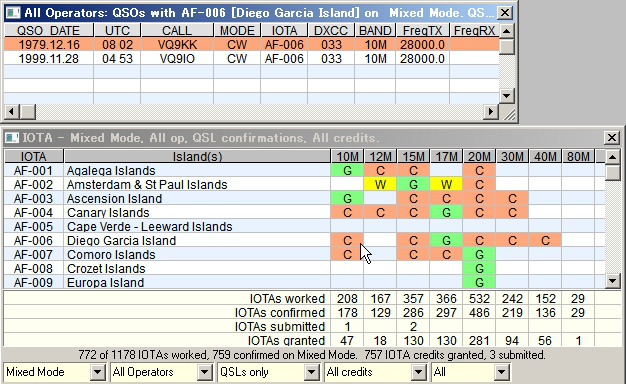 All Operators: QSOs with AF-006 [Diego Garcia Island] on Mixed Mode. QS...
QSO DATE UTC CALL MODE IOTA DXCC BAND FreqTX FreqRX
1979.12.16 08 02 VQ9KK CW AF-006 033 10M 28000.0
1999.11.28 04 53 VQ9IO CW AF-006 033 10M 28000.0
IOTA - Mixed Mode, All op, QSL confirmations, All credits.
IOTA Island(s) 10M 12M 15M 17M 20M 30M 40M 80M
AF-001 Agalega Islands G C C C
AF-002 Amsterdam & St Paul Islands W G W C
AF-003 Ascension Island G C C C C
AF-004 Canary Islands C C C G C C
AF-005 Cape Verde - Leeward Islands
AF-006 Diego Garcia Island C C G C C C
AF-007 Comoro Islands C C C G
AF-008 Crozet Islands G
AF-009 Europa Island G
IOTAs worked 208 167 357 366 532 242 152 29
IOTAs confirmed 178 129 286 297 486 219 136 29
IOTAs submitted 1 2
IOTAs granted 47 18 130 130 281 94 56 1
772 of 1178 IOTAs worked, 759 confirmed on Mixed Mode. 757 IOTA credits granted, 3 submitted.
Mixed Mode All Operators QSLs only All credits All